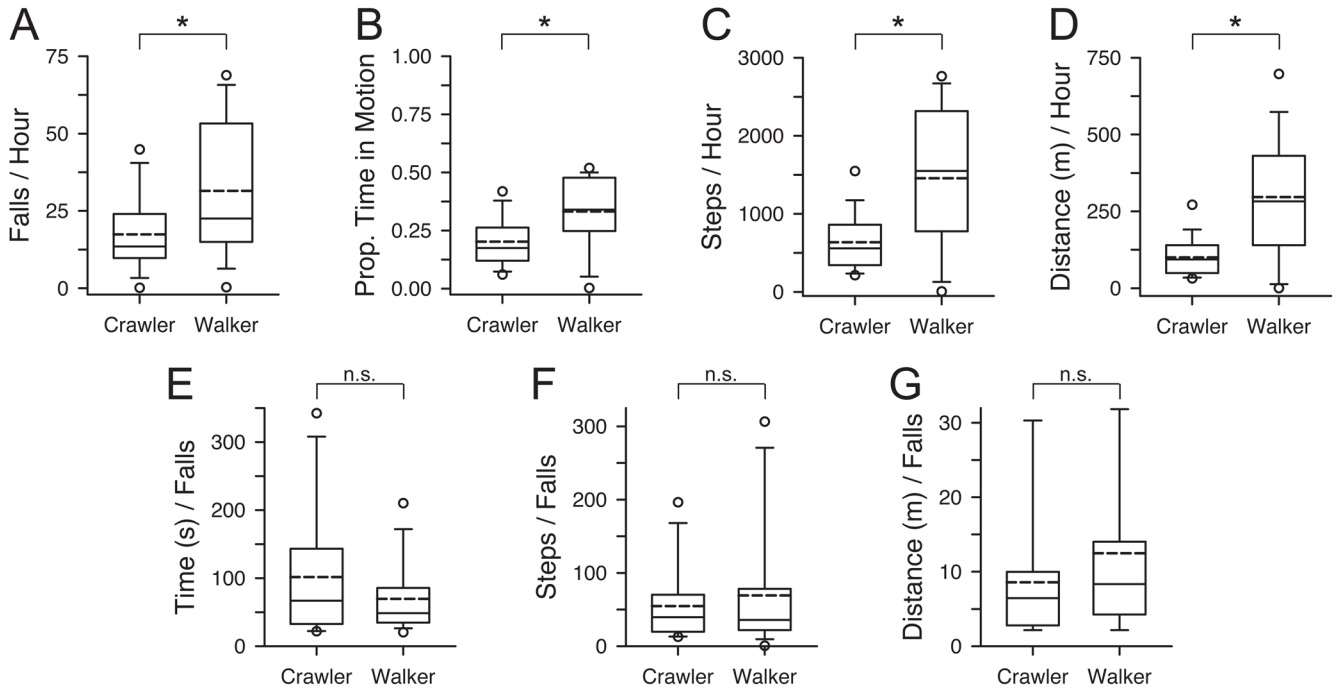 A
*
Falls / Hour
75
50
25
0
Crawler Walker
B
*
Prop. Time in Motion
1.00
0.75
0.50
0.25
0.00
Crawler Walker
C
*
Steps / Hour
3000
2000
1000
0
Crawler Walker
D
*
Distance (m) / Hour
750
500
250
0
Crawler Walker
E
n.s.
Time (s) / Falls
300
200
100
0
Crawler Walker
F
n.s.
Steps / Falls
300
200
100
0
Crawler Walker
G
n.s.
Distance (m) / Falls
30
20
10
0
Crawler Walker